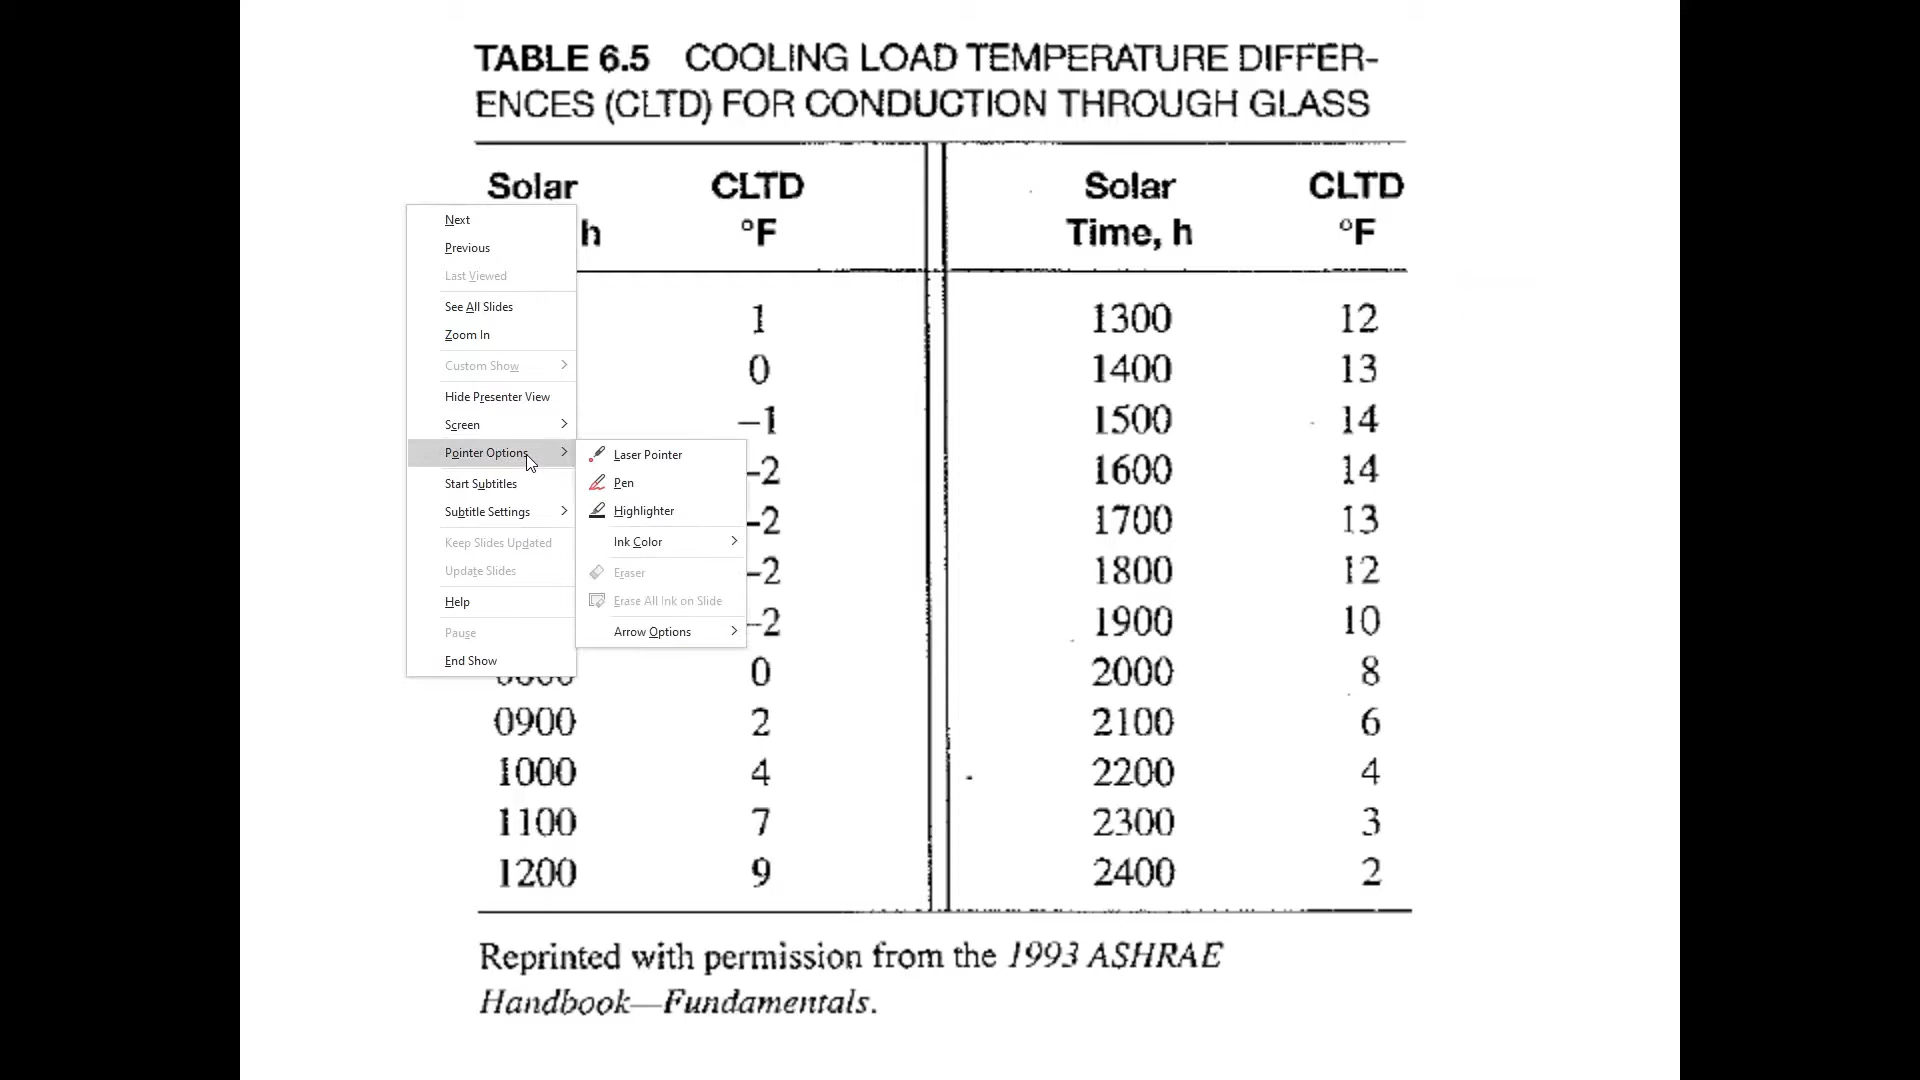 TABLE 6.5 COOLING LOAD TEMPERATURE DIFFER-
ENCES (CLTD) FOR CONDUCTION THROUGH GLASS
Solar CLTD Solar CLTD
h °F Time, h °F
1 1300 12
0 1400 13
–1 1500 14
–2 1600 14
–2 1700 13
–2 1800 12
–2 1900 10
0 2000 8
0900 2 2100 6
1000 4 2200 4
1100 7 2300 3
1200 9 2400 2
Reprinted with permission from the 1993 ASHRAE
Handbook—Fundamentals.
Next
Previous
Last Viewed
See All Slides
Zoom In
Custom Show
Hide Presenter View
Screen
Pointer Options
Start Subtitles
Subtitle Settings
Keep Slides Updated
Update Slides
Help
Pause
End Show
Laser Pointer
Pen
Highlighter
Ink Color
Eraser
Erase All Ink on Slide
Arrow Options